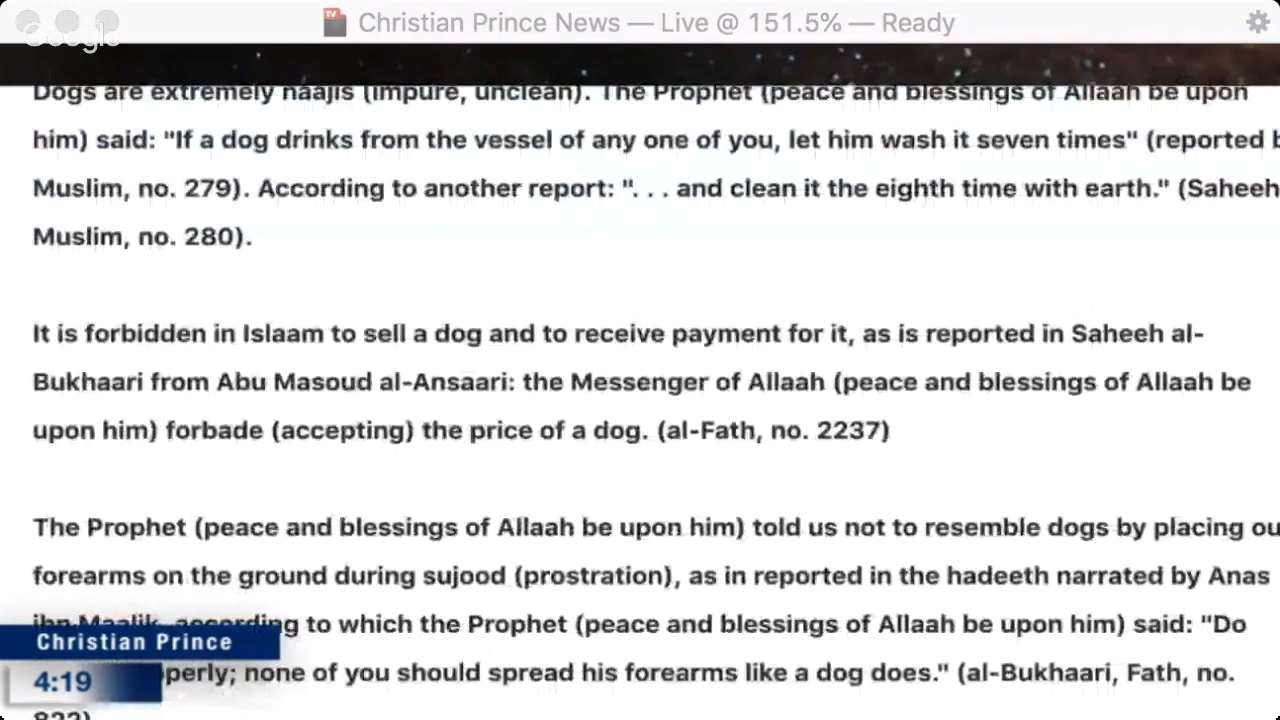 Christian Prince News — Live @ 151.5% — Ready
Google
Dogs are extremely naajis (impure, unclean). The Prophet (peace and blessings of Allaah be upon
him) said: "If a dog drinks from the vessel of any one of you, let him wash it seven times" (reported b
Muslim, no. 279). According to another report: ". . . and clean it the eighth time with earth." (Saheeh
Muslim, no. 280).
It is forbidden in Islaam to sell a dog and to receive payment for it, as is reported in Saheeh al-
Bukhaari from Abu Masoud al-Ansaari: the Messenger of Allaah (peace and blessings of Allaah be
upon him) forbade (accepting) the price of a dog. (al-Fath, no. 2237)
The Prophet (peace and blessings of Allaah be upon him) told us not to resemble dogs by placing ou
forearms on the ground during sujood (prostration), as in reported in the hadeeth narrated by Anas
ibn Maalik, according to which the Prophet (peace and blessings of Allaah be upon him) said: "Do
Christian Prince
perly; none of you should spread his forearms like a dog does." (al-Bukhaari, Fath, no.
4:19
822)